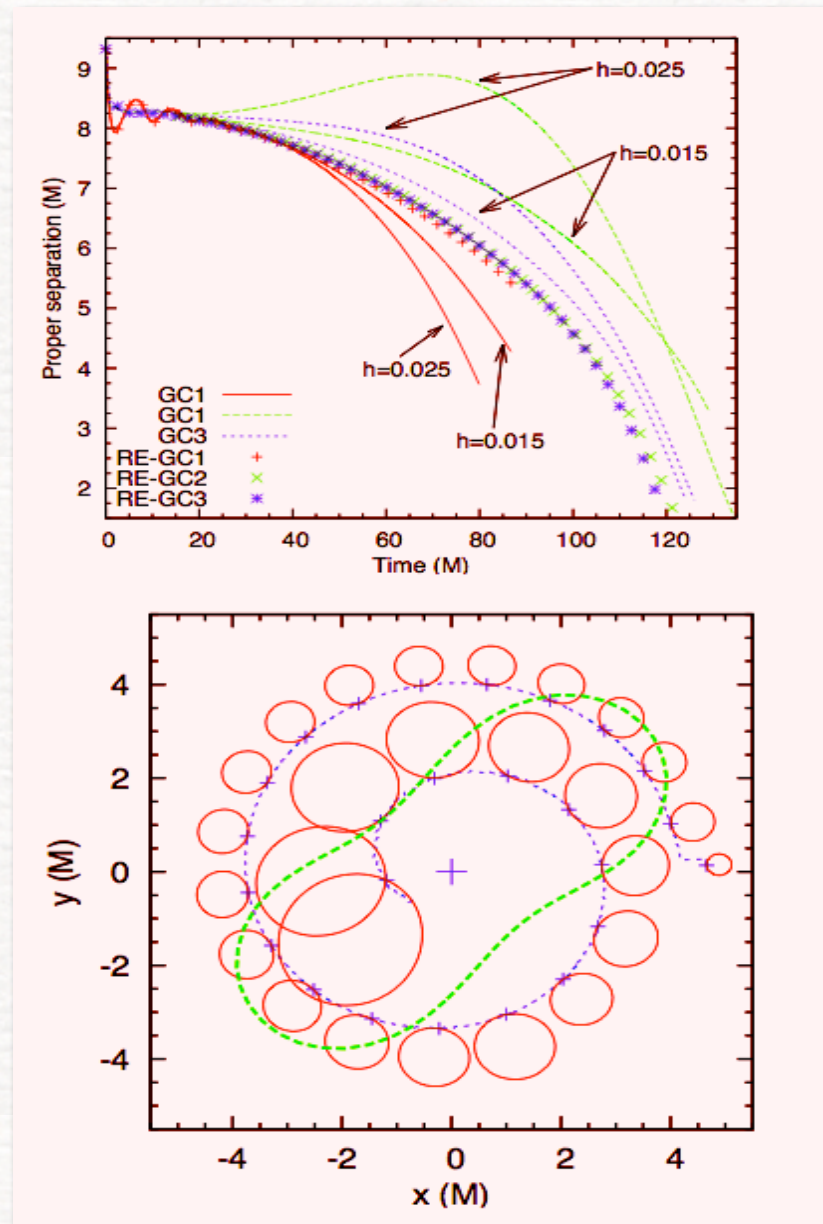 9
8
7
6
5
4
3
2
Proper separation (M)
h=0.025
h=0.015
h=0.025
h=0.015
GC1
GC1
GC3
RE-GC1
RE-GC2
RE-GC3
0 20 40 60 80 100 120
Time (M)
4
2
0
-2
-4
y (M)
-4 -2 0 2 4
x (M)